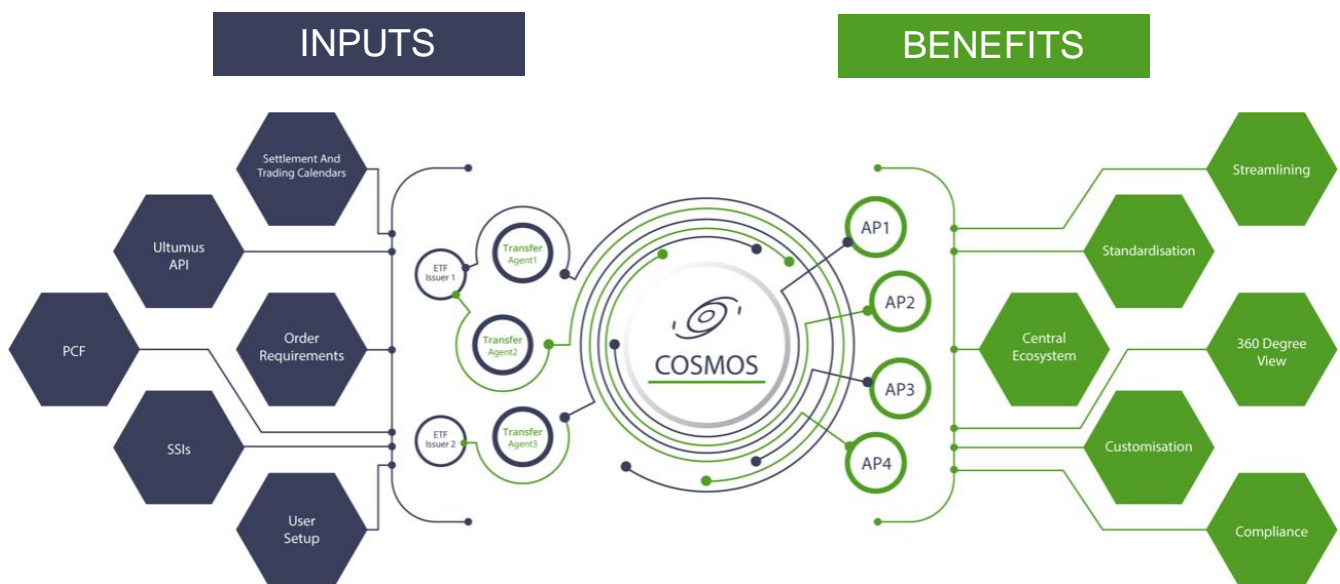 INPUTS
BENEFITS
Settlement And
Trading Calendars
Ultumus
API
PCF
Order
Requirements
SSIs
User
Setup
ETF
Issuer 1
Transfer
Agent1
Transfer
Agent2
ETF
Issuer 2
Transfer
Agent3
COSMOS
AP1
AP2
AP3
AP4
Streamlining
Standardisation
Central
Ecosystem
360 Degree
View
Customisation
Compliance